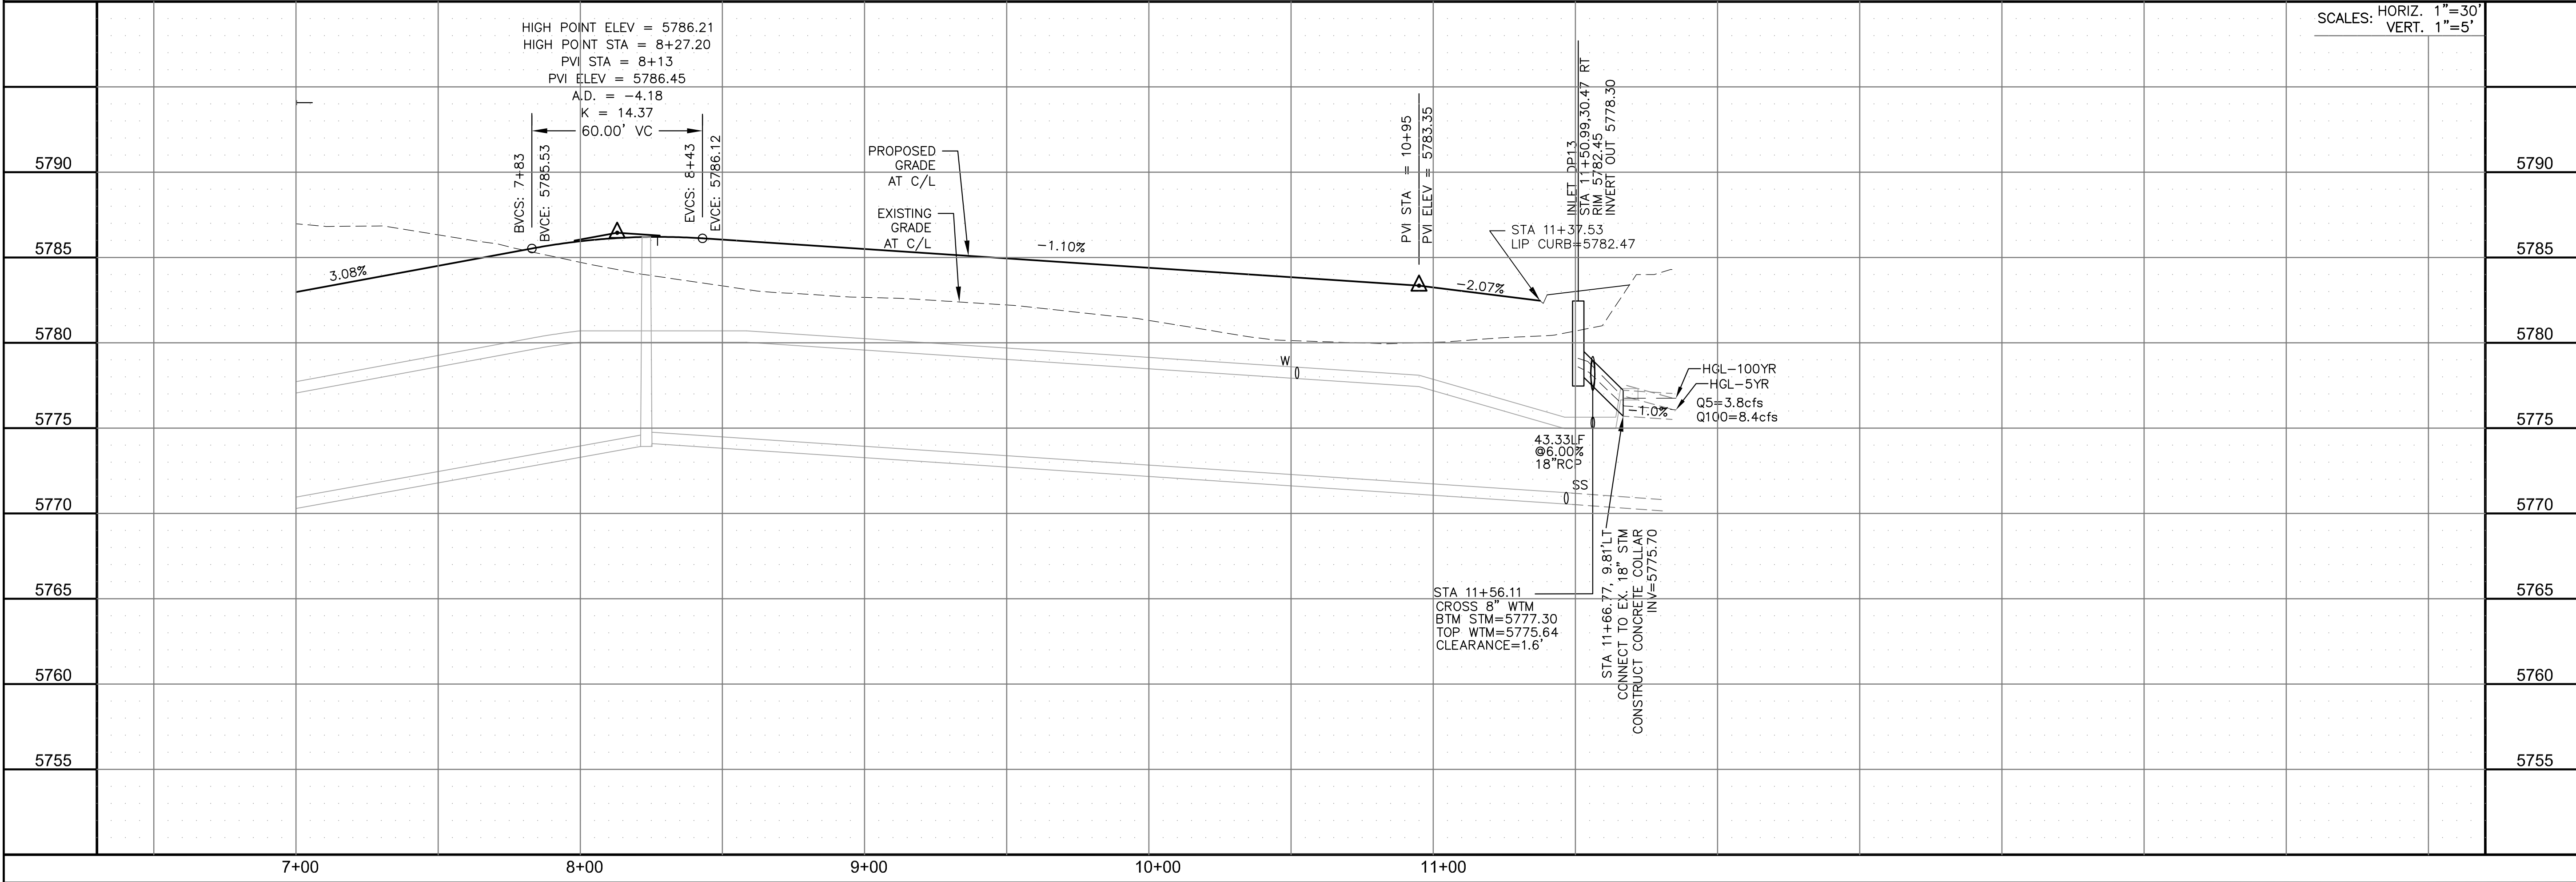 SCALES: HORIZ. 1"=30'
VERT. 1"=5'
HIGH POINT ELEV = 5786.21
HIGH POINT STA = 8+27.20
PVI STA = 8+13
PVI ELEV = 5786.45
A.D. = -4.18
K = 14.37
60.00' VC
BVCS: 7+83
BVCE: 5785.53
EVCS: 8+43
EVCE: 5786.12
PROPOSED
GRADE
AT C/L
EXISTING
GRADE
AT C/L
3.08%
-1.10%
PVI STA = 10+95
PVI ELEV = 5783.35
-2.07%
STA 11+37.53
LIP CURB=5782.47
INLET DP13
STA 11+50.99,30.47 RT
RIM 5782.45
INVERT OUT 5778.30
W
HGL-100YR
HGL-5YR
Q5=3.8cfs
Q100=8.4cfs
-1.0%
43.33LF
@6.00%
18"RCP
SS
STA 11+56.11
CROSS 8" WTM
BTM STM=5777.30
TOP WTM=5775.64
CLEARANCE=1.6'
STA 11+66.77, 9.81'LT
CONNECT TO EX. 18" STM
CONSTRUCT CONCRETE COLLAR
INV=5775.70
5790
5785
5780
5775
5770
5765
5760
5755
5790
5785
5780
5775
5770
5765
5760
5755
7+00
8+00
9+00
10+00
11+00